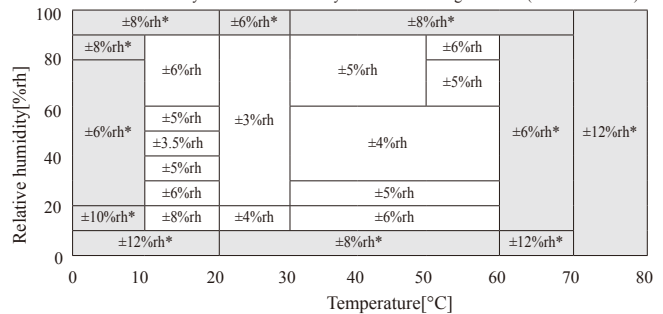 100
±8%rh*
±6%rh*
±8%rh*
±8%rh*
±6%rh
±5%rh
±6%rh
80
±5%rh
60
±6%rh*
±5%rh
±3%rh
±4%rh
±6%rh*
±12%rh*
±3.5%rh
40
±5%rh
±6%rh
±5%rh
20
±10%rh*
±8%rh
±4%rh
±6%rh
±12%rh*
±8%rh*
±12%rh*
0
0 10 20 30 40 50 60 70 80
Relative humidity[%rh]
Temperature[°C]